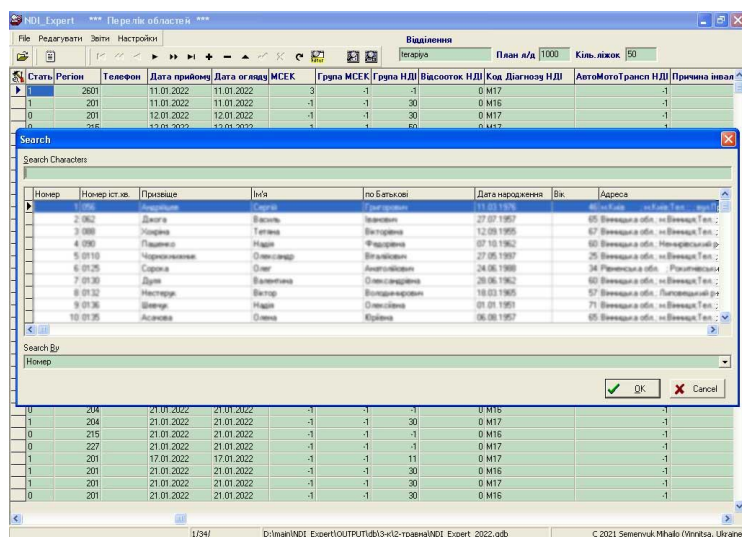 NDI_Expert *** Перелік областей ***
File Редагувати Звіти Настройки
Відділення
terapiya План л/д 1000 Кіль.ліжок 50
Стать Регіон Телефон Дата прийому Дата огляду МСЕК Група МСЕК Група НДІ Відсооток НДІ Код Діагнозу НДІ АвтоМотоТрансп НДІ Причина інвал
1 2601 11.01.2022 11.01.2022 3 -1 -1 0 M17 -1
1 201 11.01.2022 11.01.2022 -1 -1 30 0 M16 -1
0 201 12.01.2022 12.01.2022 -1 -1 30 0 M17 -1
Search
Search Characters
Номер Номер іст.хв. Призвіще Ім'я по Батькові Дата народження Вік Адреса
1 056
2 062 Василь 27.07.1957 65
3 088 Тетяна Вікторівна 12.09.1955 67
4 090 Надія Федорівна 07.10.1962 60
5 0110 Олександр Віталійович 27.05.1997 25
6 0125 Сорока Олег Анатолійович 24.06.1988 34
7 0130 Валентина Олександрівна 28.06.1962 60
8 0132 Віктор Володимирович 18.03.1965 57
9 0136 Шевчук Надія Олексіївна 01.01.1951 71
10 0135 Олена Юріївна 06.08.1957 65
Search By
Номер
OK Cancel
0 204 21.01.2022 21.01.2022 -1 -1 -1 0 M16 -1
1 204 21.01.2022 21.01.2022 -1 -1 30 0 M17 -1
0 215 21.01.2022 21.01.2022 -1 -1 -1 0 M16 -1
0 227 21.01.2022 21.01.2022 -1 -1 -1 0 M17 -1
1 201 17.01.2022 17.01.2022 -1 -1 11 0 M17 -1
1 201 21.01.2022 21.01.2022 -1 -1 30 0 M16 -1
1 201 21.01.2022 21.01.2022 -1 -1 30 0 M17 -1
0 201 21.01.2022 21.01.2022 -1 -1 30 0 M16 -1
1/34/ D:\main\NDI_Expert\OUTPUT\db\3-к\2-травма\NDI_Expert_2022.gdb C 2021 Semenyuk Mihailo (Vinnitsa, Ukraine